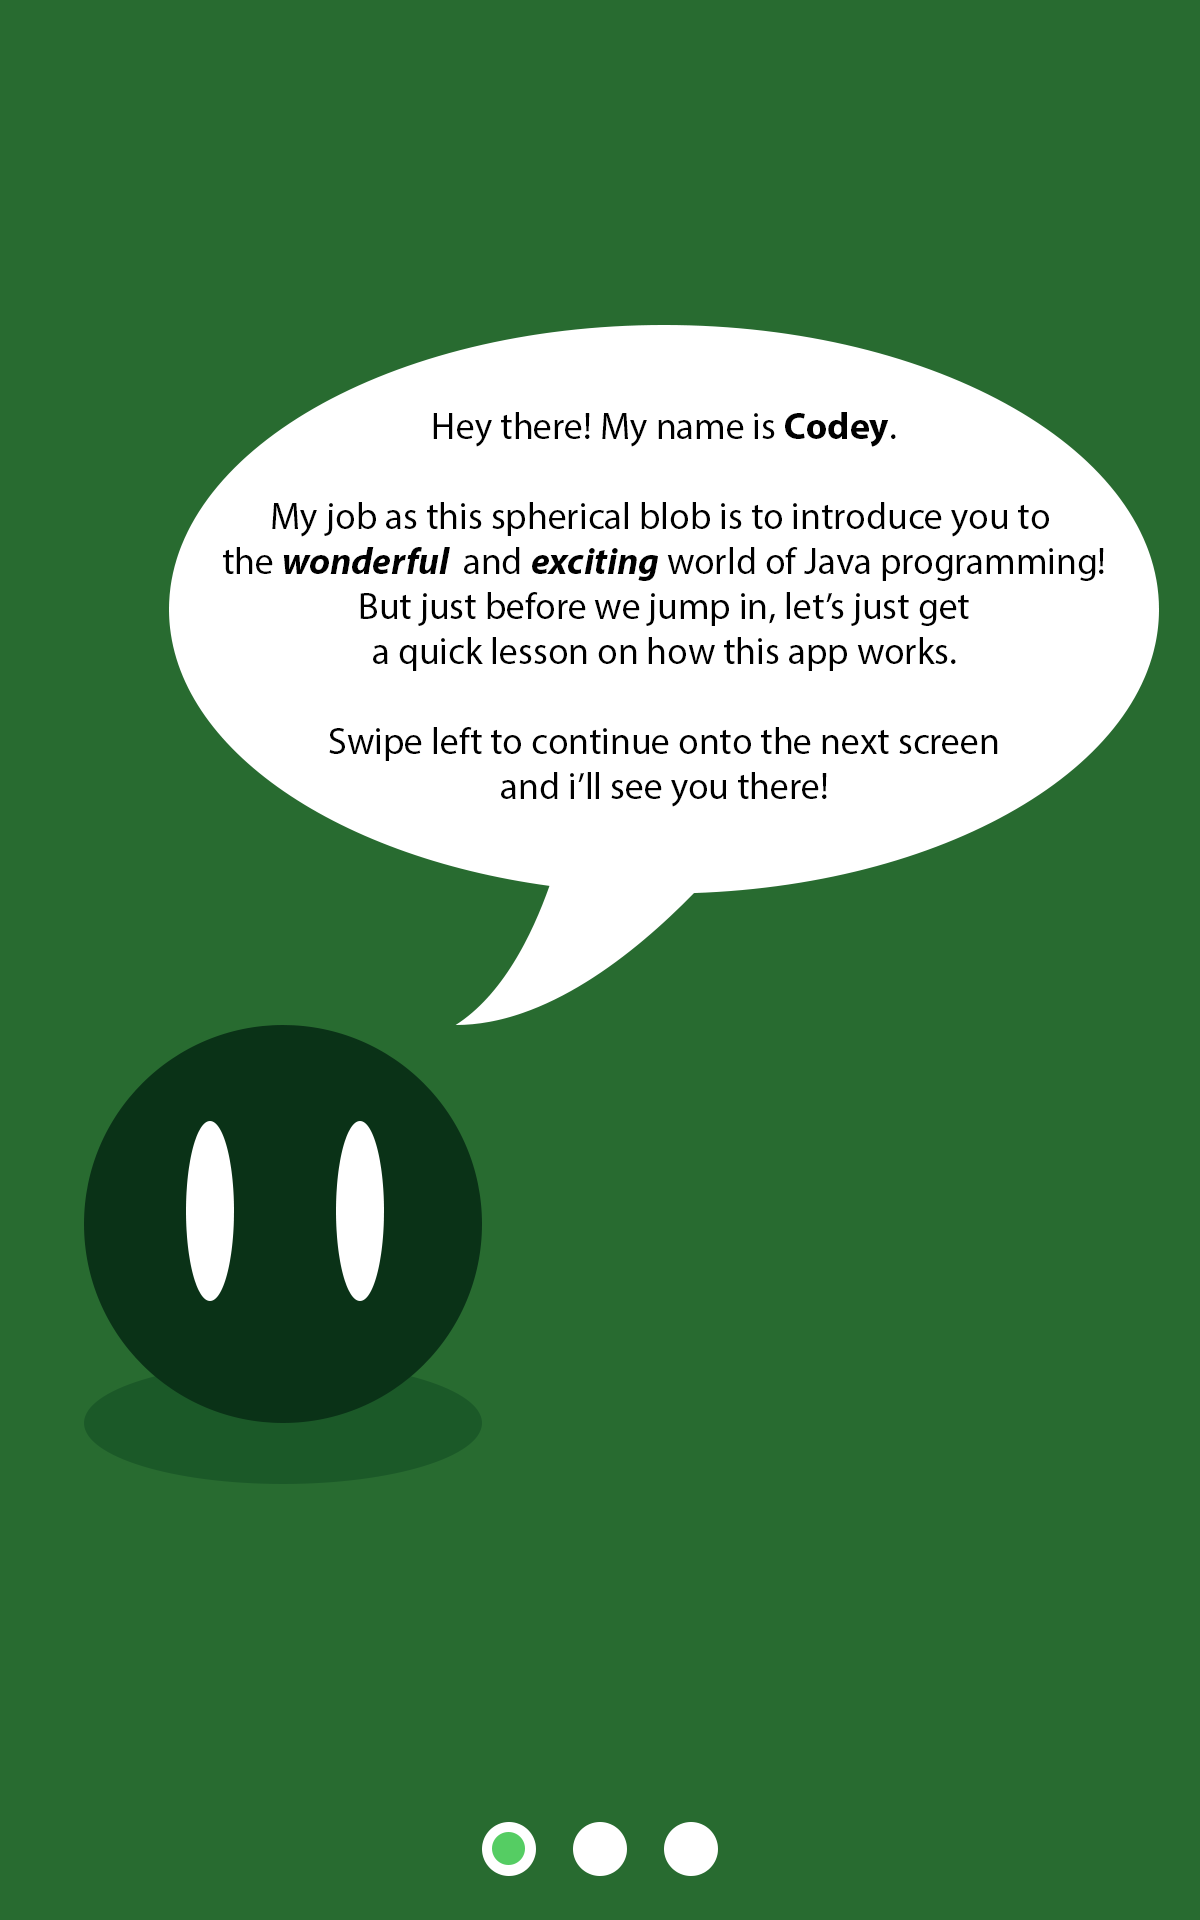 Hey there! My name is Codey.
My job as this spherical blob is to introduce you to
the wonderful and exciting world of Java programming!
But just before we jump in, let’s just get
a quick lesson on how this app works.
Swipe left to continue onto the next screen
and i’ll see you there!